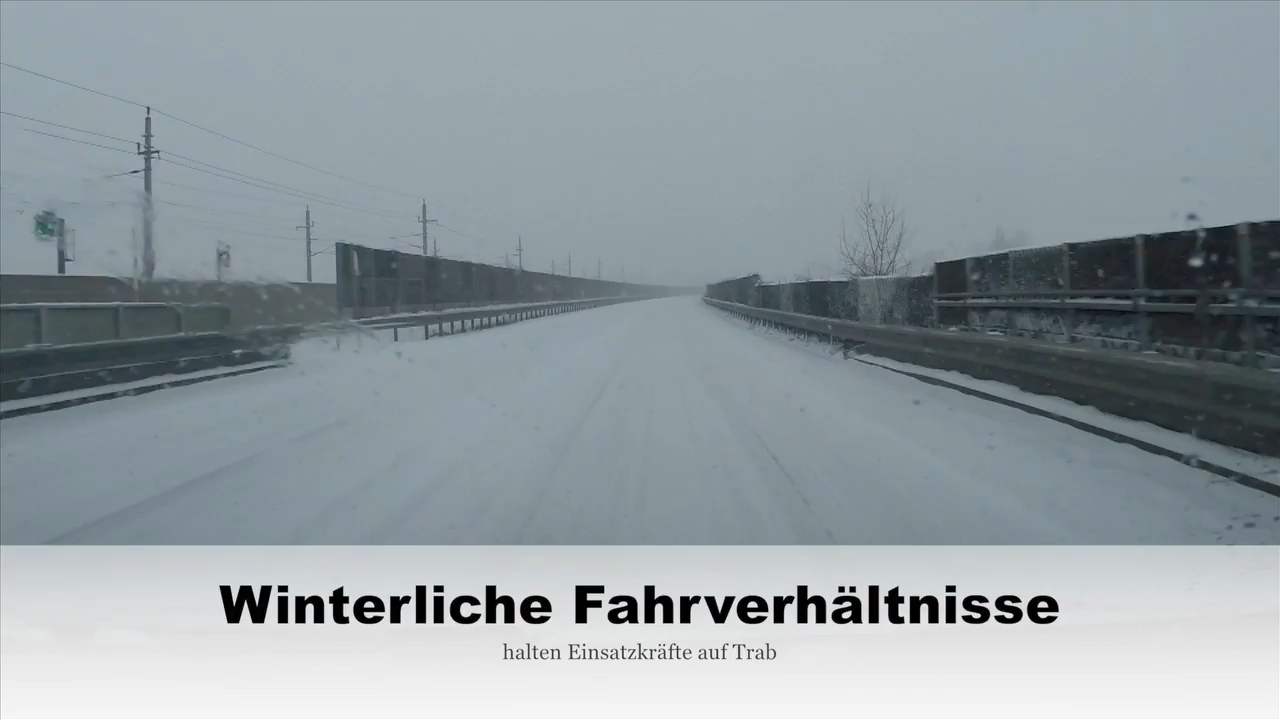 Winterliche Fahrverhältnisse
halten Einsatzkräfte auf Trab